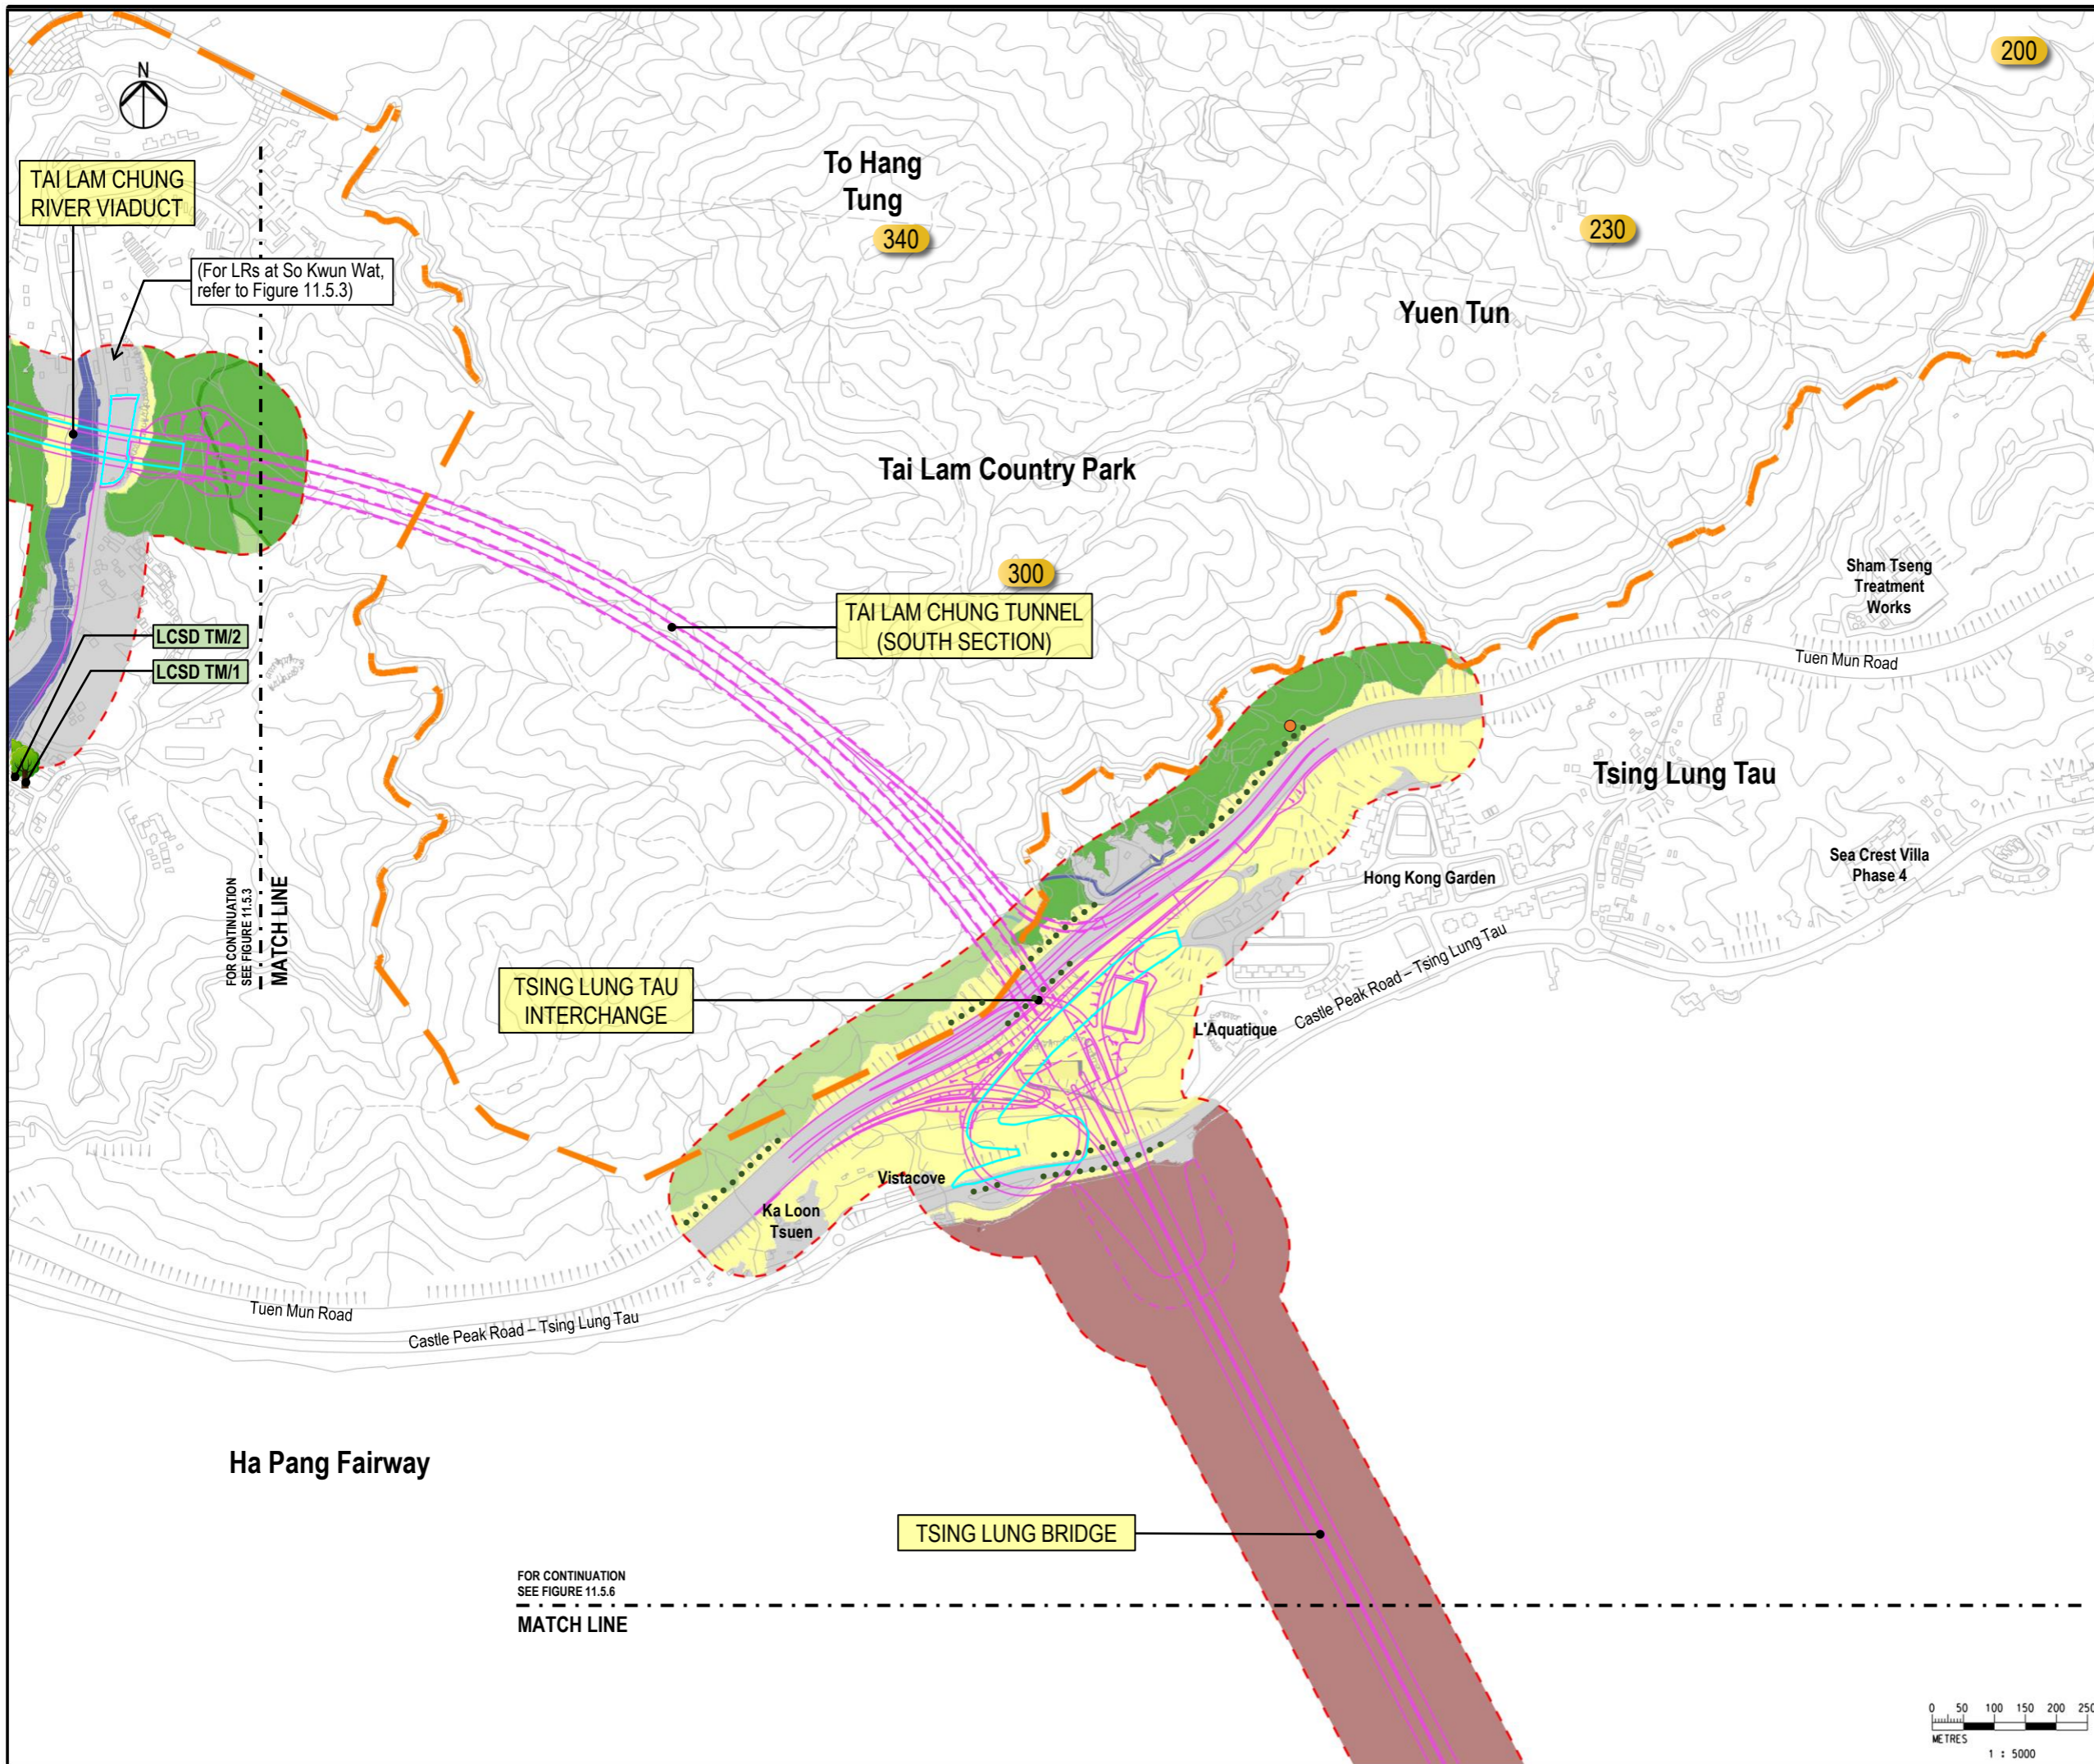 200
N
To Hang
Tung
340
TAI LAM CHUNG
RIVER VIADUCT
230
(For LRs at So Kwun Wat,
refer to Figure 11.5.3)
Yuen Tun
Tai Lam Country Park
300
Sham Tseng
Treatment
Works
TAI LAM CHUNG TUNNEL
(SOUTH SECTION)
LCSD TM/2
LCSD TM/1
Tuen Mun Road
Tsing Lung Tau
Sea Crest Villa
Phase 4
Hong Kong Garden
FOR CONTINUATION
SEE FIGURE 11.5.3
MATCH LINE
TSING LUNG TAU
INTERCHANGE
Castle Peak Road – Tsing Lung Tau
L'Aquatique
Vistacove
Ka Loon
Tsuen
Tuen Mun Road
Castle Peak Road – Tsing Lung Tau
Ha Pang Fairway
TSING LUNG BRIDGE
FOR CONTINUATION
SEE FIGURE 11.5.6
MATCH LINE
0 50 100 150 200 250
METRES
1 : 5000